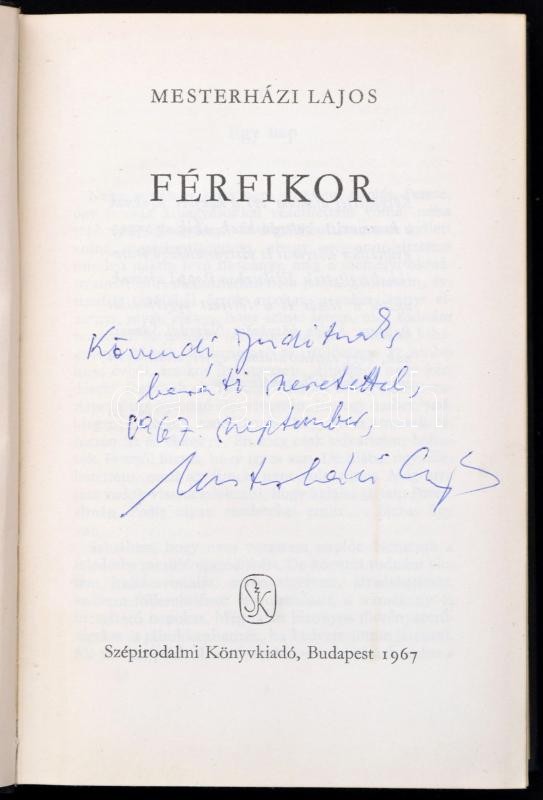 MESTERHÁZI LAJOS
FÉRFIKOR
Kövendi Juditnak,
baráti szeretettel,
1967. szeptember,
Mesterházi Lajos
SZK
Szépirodalmi Könyvkiadó, Budapest 1967